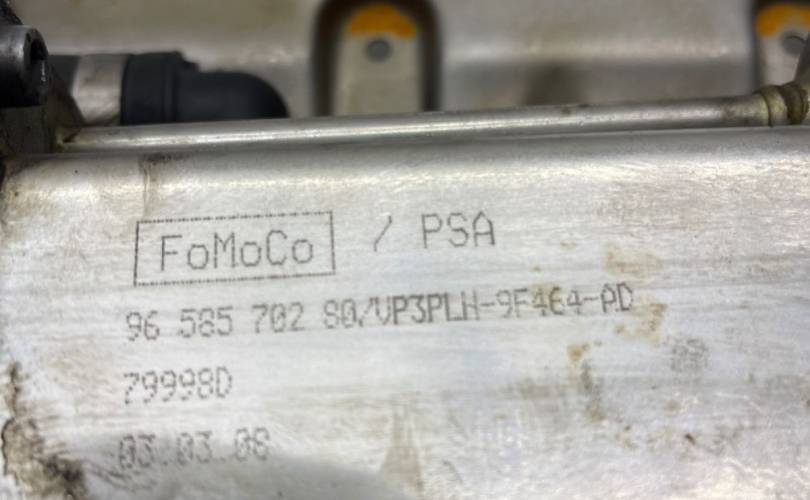 FoMoCo / PSA
96 585 702 80/VP3PLH-9F464-AD
79998D
03.03.08